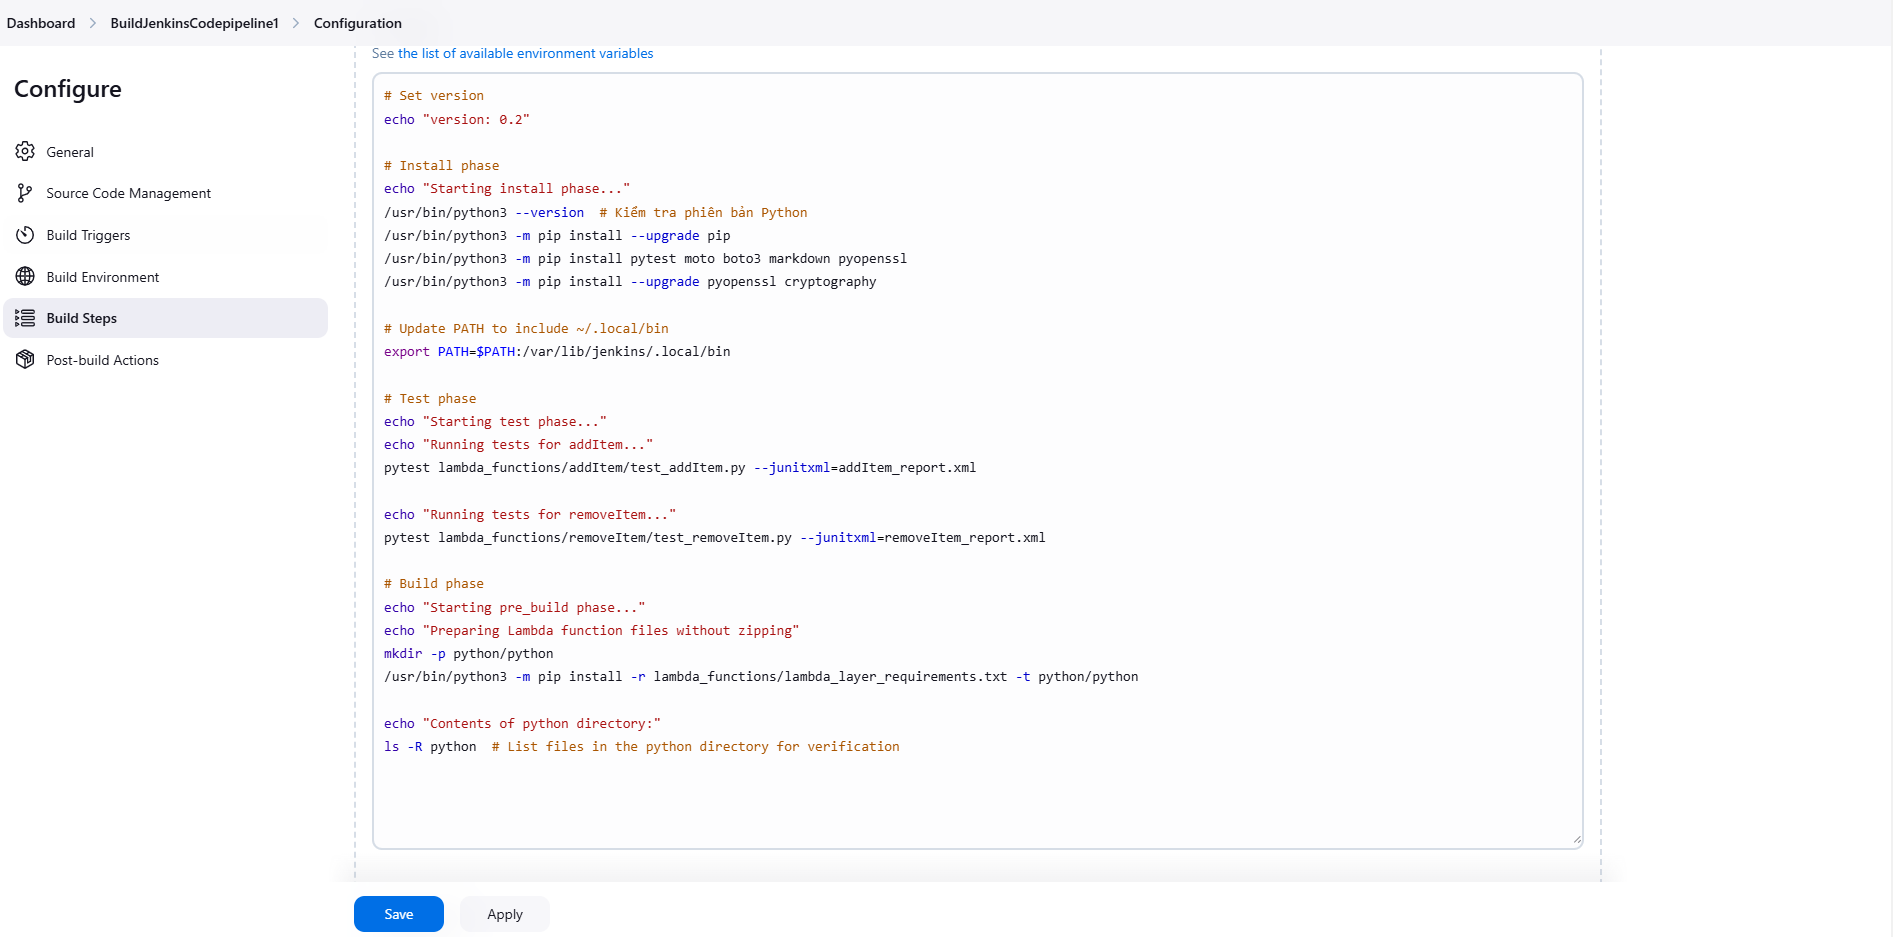 Dashboard > BuildJenkinsCodepipeline1 > Configuration
Configure
General
Source Code Management
Build Triggers
Build Environment
Build Steps
Post-build Actions
See the list of available environment variables
# Set version
echo "version: 0.2"
# Install phase
echo "Starting install phase..."
/usr/bin/python3 --version  # Kiểm tra phiên bản Python
/usr/bin/python3 -m pip install --upgrade pip
/usr/bin/python3 -m pip install pytest moto boto3 markdown pyopenssl
/usr/bin/python3 -m pip install --upgrade pyopenssl cryptography
# Update PATH to include ~/.local/bin
export PATH=$PATH:/var/lib/jenkins/.local/bin
# Test phase
echo "Starting test phase..."
echo "Running tests for addItem..."
pytest lambda_functions/addItem/test_addItem.py --junitxml=addItem_report.xml
echo "Running tests for removeItem..."
pytest lambda_functions/removeItem/test_removeItem.py --junitxml=removeItem_report.xml
# Build phase
echo "Starting pre_build phase..."
echo "Preparing Lambda function files without zipping"
mkdir -p python/python
/usr/bin/python3 -m pip install -r lambda_functions/lambda_layer_requirements.txt -t python/python
echo "Contents of python directory:"
ls -R python  # List files in the python directory for verification
Save
Apply